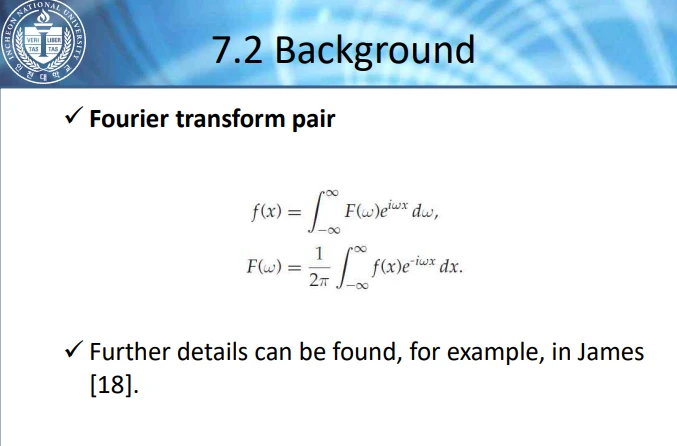 INCHEON NATIONAL UNIVERSITY
VERI TAS LIBER TAS
7.2 Background
✓ Fourier transform pair
f(x) = ∫_{-∞}^{∞} F(ω)e^{iωx} dω,
F(ω) = \frac{1}{2π} ∫_{-∞}^{∞} f(x)e^{-iωx} dx.
✓ Further details can be found, for example, in James
[18].